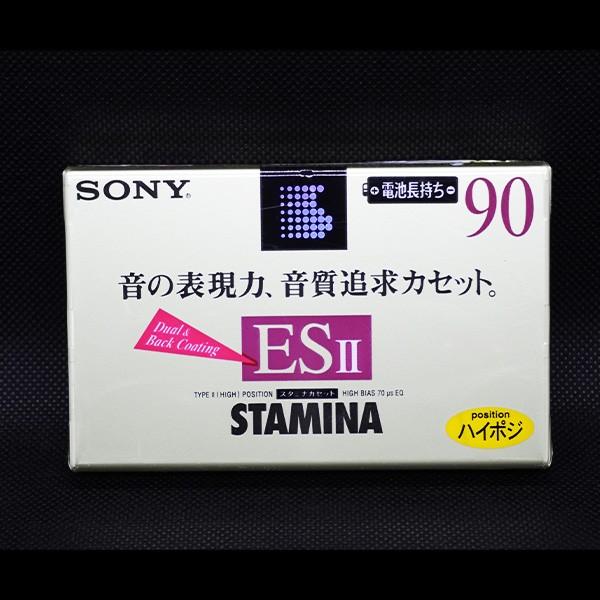 SONY®
+ 電池長持ち -
90
音の表現力、音質追求カセット。
Dual &
Back Coating
ESII
TYPE II (HIGH) POSITION スタミナカセット HIGH BIAS 70 μs EQ
STAMINA
position
ハイポジ